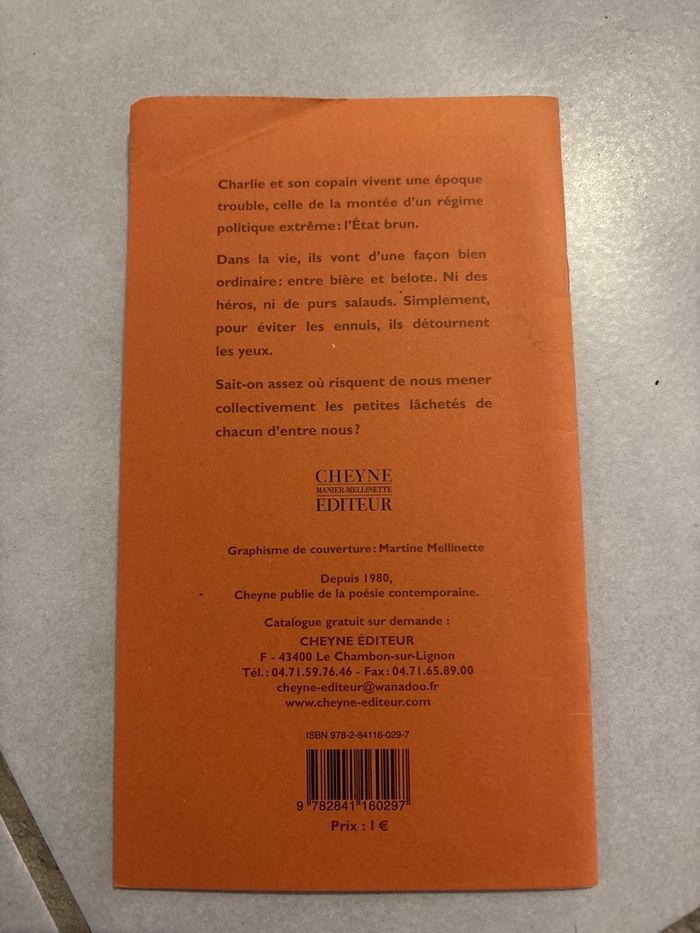 Charlie et son copain vivent une époque
trouble, celle de la montée d'un régime
politique extrême : l'État brun.
Dans la vie, ils vont d'une façon bien
ordinaire : entre bière et belote. Ni des
héros, ni de purs salauds. Simplement,
pour éviter les ennuis, ils détournent
les yeux.
Sait-on assez où risquent de nous mener
collectivement les petites lâchetés de
chacun d'entre nous ?
CHEYNE
MANIER-MELLINETTE
EDITEUR
Graphisme de couverture : Martine Mellinette
Depuis 1980,
Cheyne publie de la poésie contemporaine.
Catalogue gratuit sur demande :
CHEYNE ÉDITEUR
F - 43400 Le Chambon-sur-Lignon
Tél. : 04.71.59.76.46 - Fax : 04.71.65.89.00
cheyne-editeur@wanadoo.fr
www.cheyne-editeur.com
ISBN 978-2-84116-029-7
9 782841 160297
Prix : 1 €